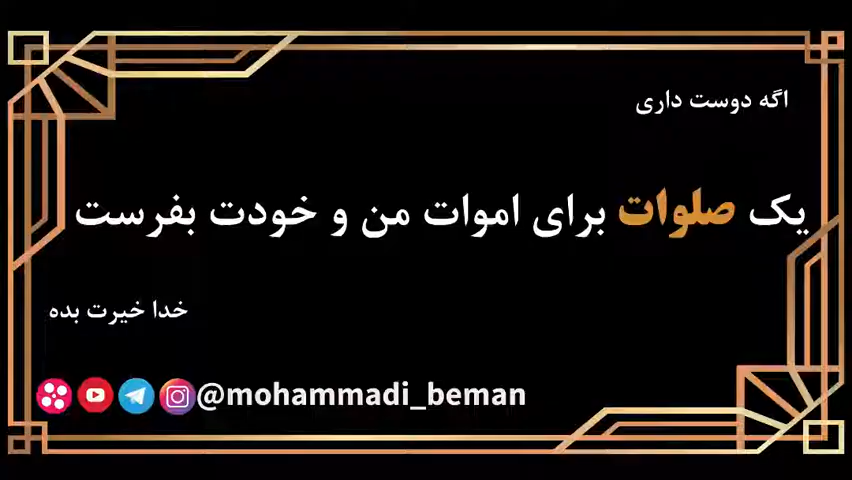 اگه دوست داری
یک صلوات برای اموات من و خودت بفرست
خدا خیرت بده
@mohammadi_beman